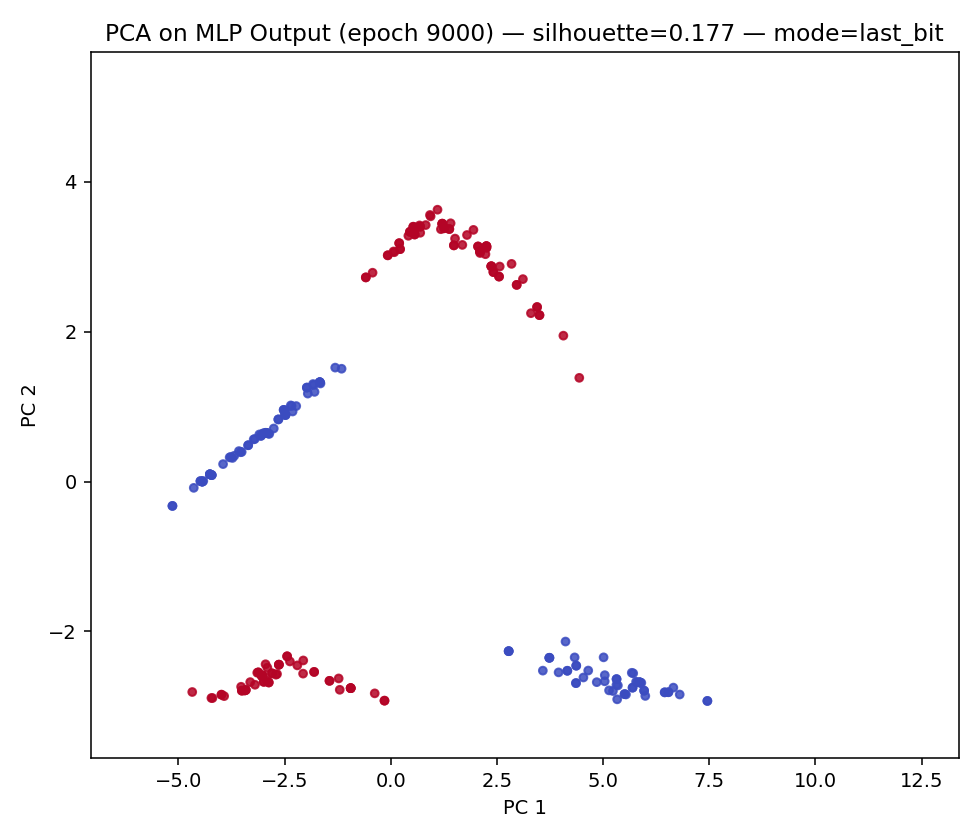 PCA on MLP Output (epoch 9000) — silhouette=0.177 — mode=last_bit
4
2
0
−2
PC 2
−5.0 −2.5 0.0 2.5 5.0 7.5 10.0 12.5
PC 1